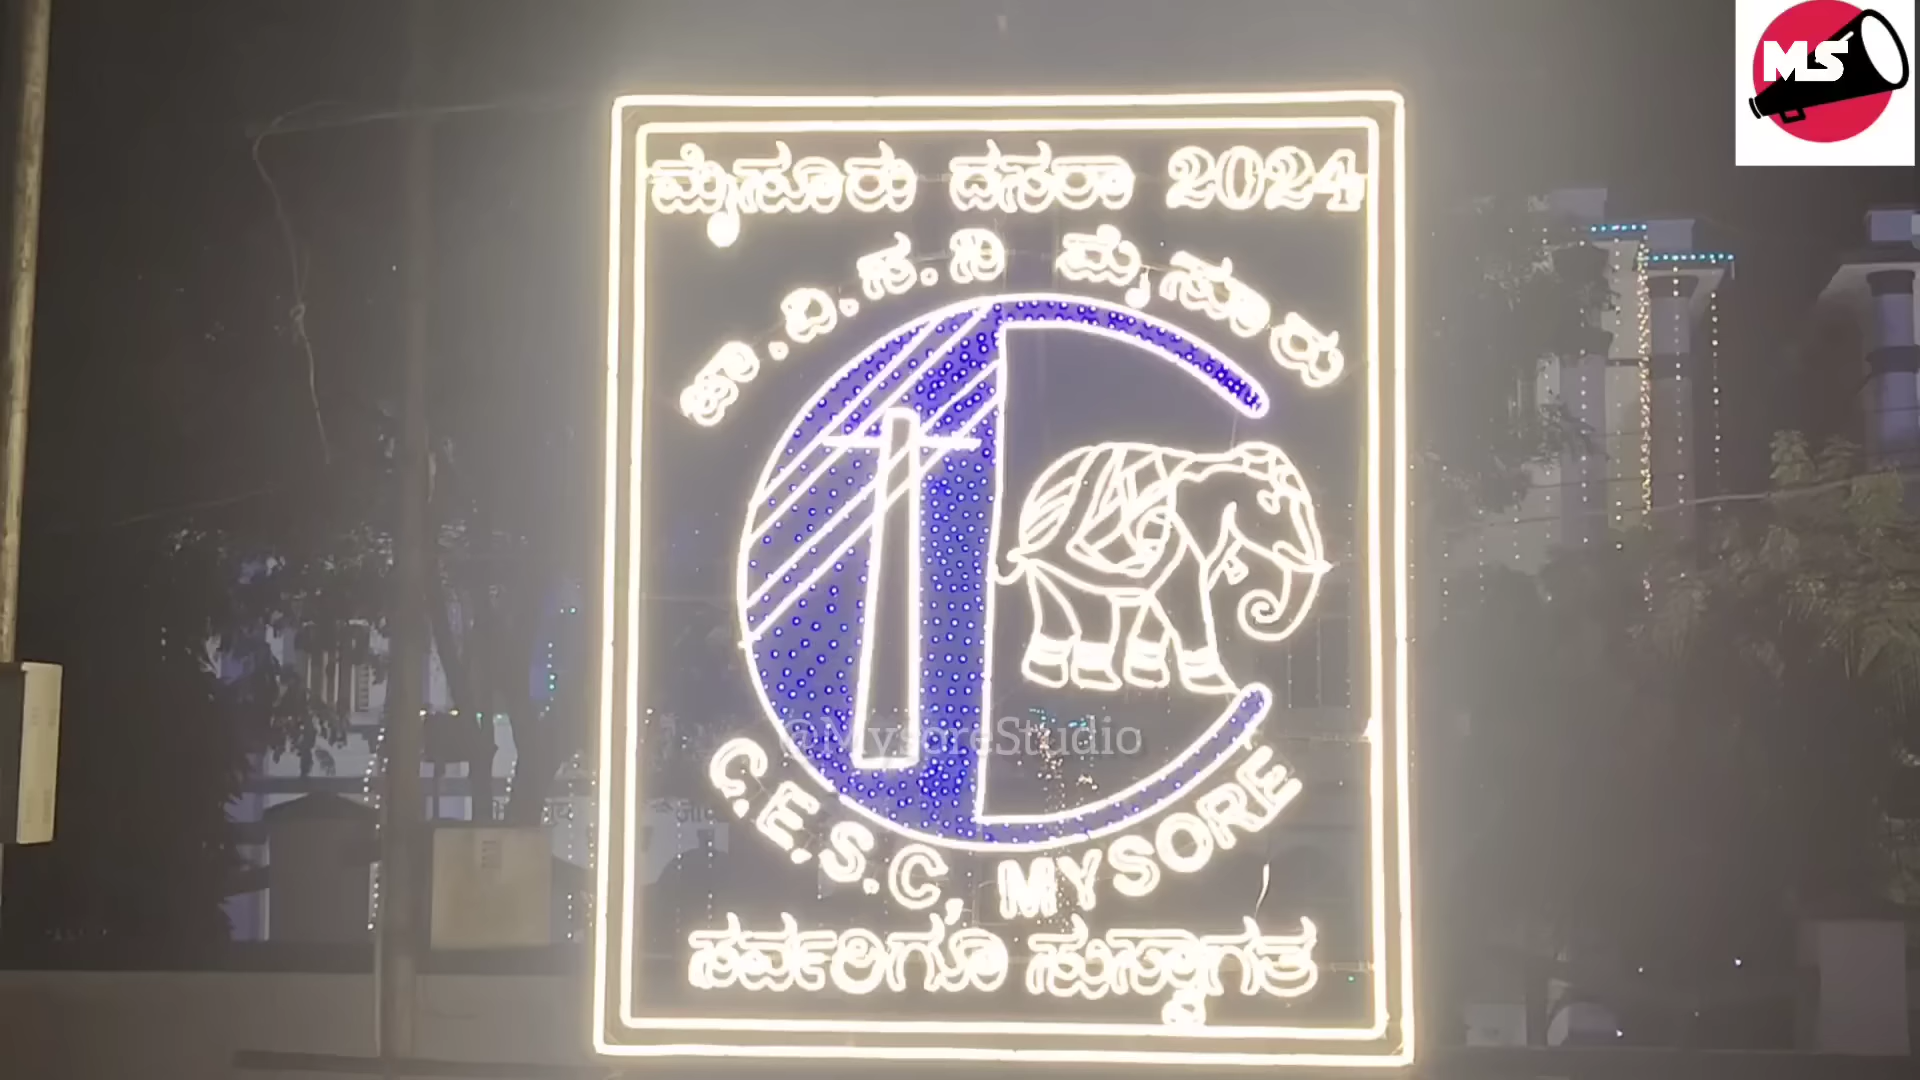 MS
ಮೈಸೂರು ದಸರಾ 2024
ಚಾ.ವಿ.ಸ.ನಿ ಮೈಸೂರು
@MysoreStudio
C.E.S.C, MYSORE
ಸರ್ವರಿಗೂ ಸುಸ್ವಾಗತ